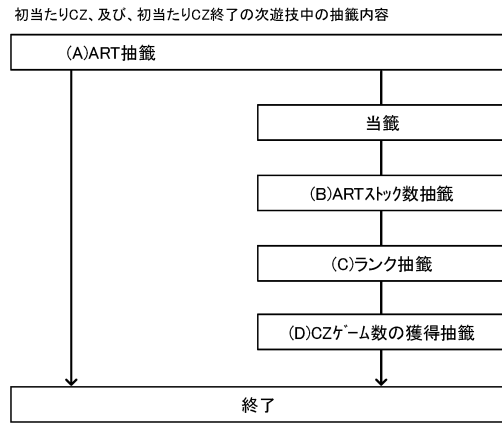 初当たりCZ、及び、初当たりCZ終了の次遊技中の抽籤内容
(A)ART抽籤
当籤
(B)ARTｽﾄｯｸ数抽籤
(C)ランク抽籤
(D)CZｹﾞｰﾑ数の獲得抽籤
終了